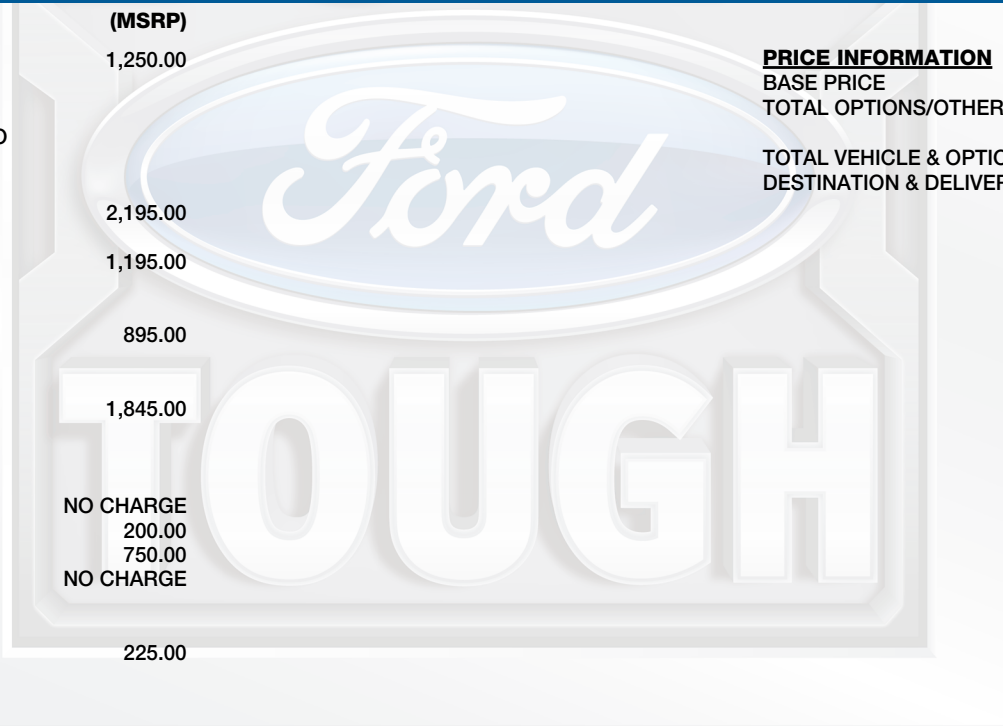 (MSRP)
1,250.00
2,195.00
1,195.00
895.00
1,845.00
NO CHARGE
200.00
750.00
NO CHARGE
225.00
PRICE INFORMATION
BASE PRICE
TOTAL OPTIONS/OTHER
TOTAL VEHICLE & OPTIO
DESTINATION & DELIVER
Ford
TOUGH